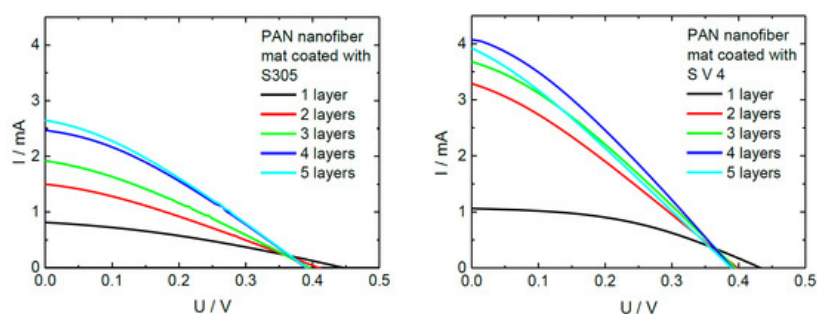 4
3
2
1
0
I / mA
0.0 0.1 0.2 0.3 0.4 0.5
U / V
PAN nanofiber
mat coated with
S305
1 layer
2 layers
3 layers
4 layers
5 layers
4
3
2
1
0
I / mA
0.0 0.1 0.2 0.3 0.4 0.5
U / V
PAN nanofiber
mat coated with
S V 4
1 layer
2 layers
3 layers
4 layers
5 layers